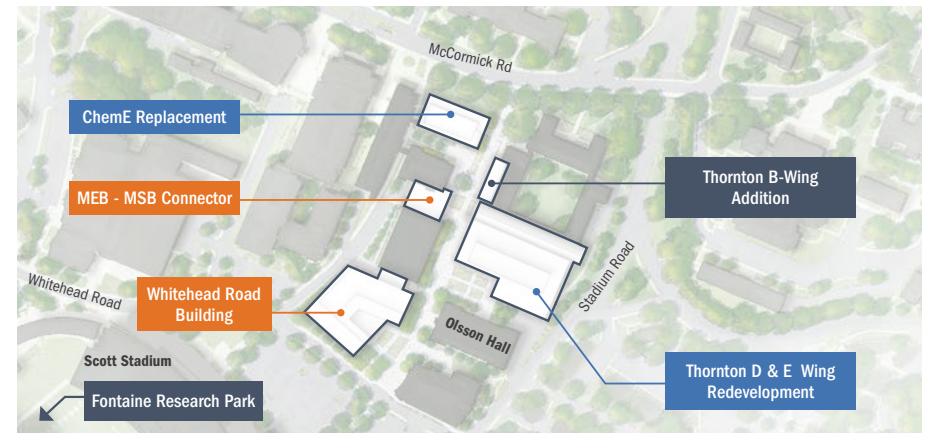 McCormick Rd
ChemE Replacement
Thornton B-Wing
Addition
MEB - MSB Connector
Whitehead Road
Whitehead Road
Building
Stadium Road
Olsson Hall
Scott Stadium
Thornton D & E Wing
Redevelopment
Fontaine Research Park